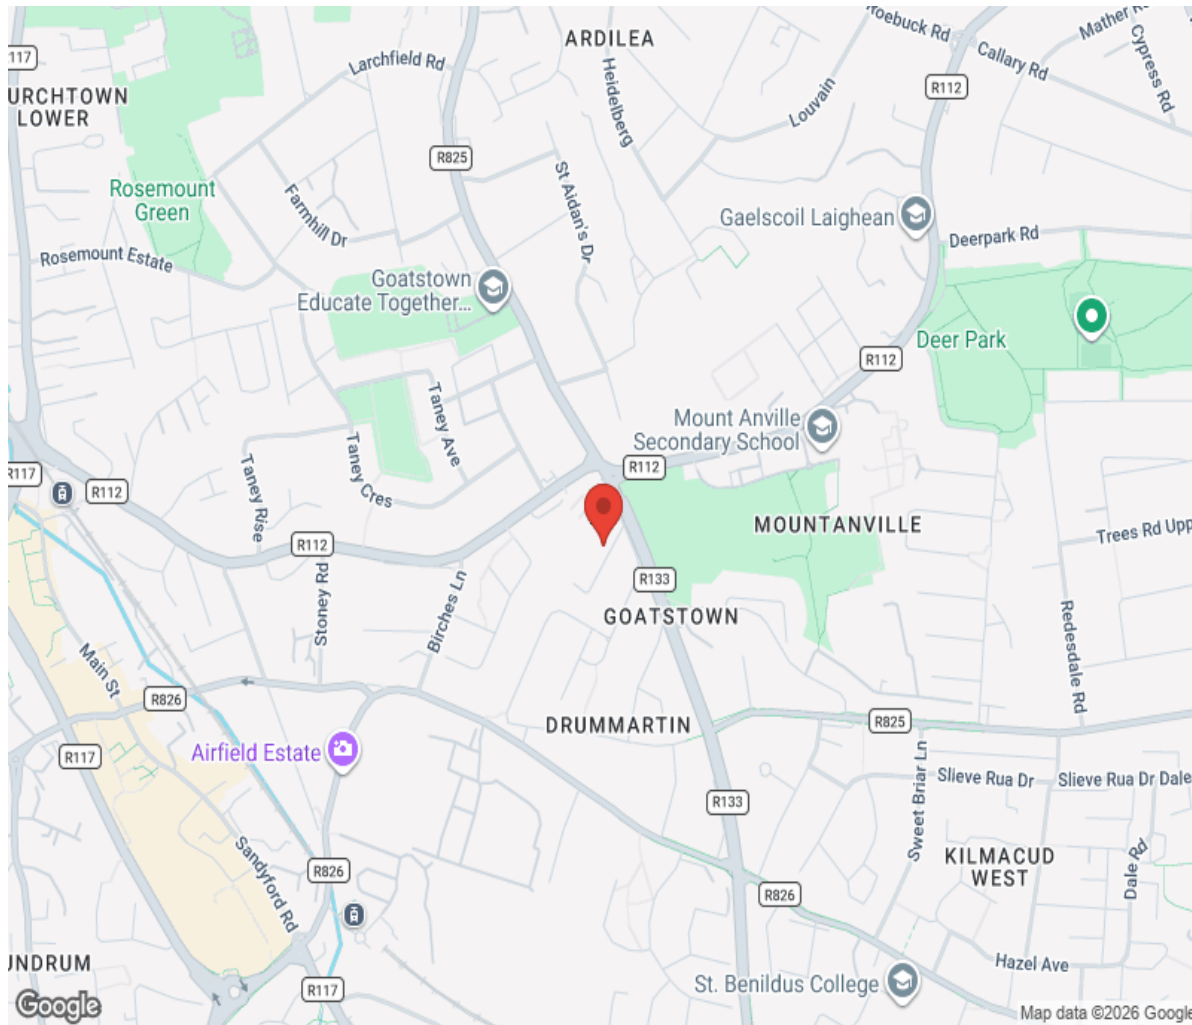 ARDILEA
Roebuck Rd
Mather Rd
Callary Rd
Cypress Rd
R117
Larchfield Rd
Heidelberg
Louvain
R112
URCHTOWN
LOWER
R825
St Aidan's Dr
Rosemount
Green
Farmhill Dr
Gaelscoil Laighean
Deerpark Rd
Rosemount Estate
Goatstown
Educate Together...
Deer Park
R112
Taney Ave
Mount Anville
Secondary School
Taney Cres
Taney Rise
R117
R112
R112
MOUNTANVILLE
Trees Rd Upp
R112
Stoney Rd
Birches Ln
R133
GOATSTOWN
Redesdale Rd
Main St
R826
DRUMMARTIN
R825
R117
Airfield Estate
Sweet Briar Ln
Slieve Rua Dr
Slieve Rua Dr Dale
R133
Sandyford Rd
R826
KILMACUD
WEST
Dale Rd
R826
UNDRUM
Hazel Ave
St. Benildus College
R117
Google
Map data ©2026 Google